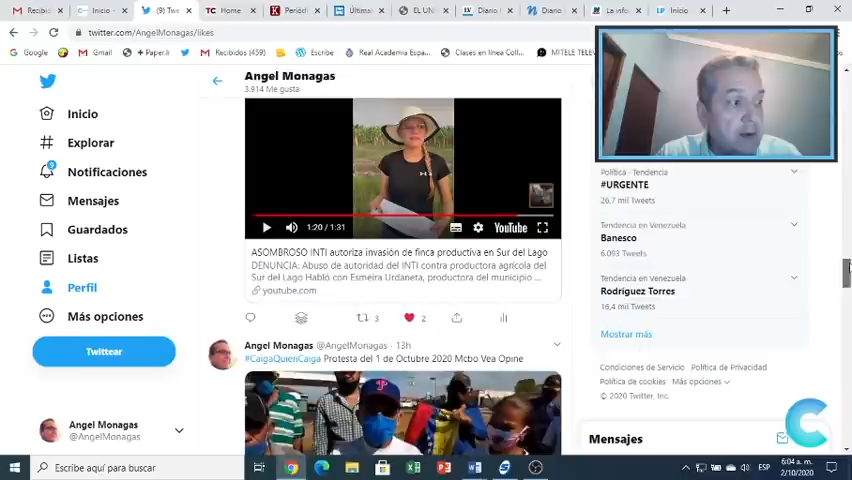 Recibid
Inicio
(9) Twi
Home
Periódi
Última
EL UNI
Diario
Diario
La infor
Inicio
twitter.com/AngelMonagas/likes
Google
Gmail
+ Paper.li
Recibidos (459)
Escribe
Real Academia Espa...
Clases en línea Coll...
MITELE TELEVI
Angel Monagas
3.914 Me gusta
Inicio
Explorar
9
Notificaciones
Mensajes
Guardados
Listas
Perfil
Más opciones
Twittear
Angel Monagas
@AngelMonagas
1:20 / 1:31
YouTube
ASOMBROSO INTI autoriza invasión de finca productiva en Sur del Lago
DENUNCIA: Abuso de autoridad del INTI contra productora agrícola del
Sur del Lago Habló con Esmeira Urdaneta, productora del municipio ...
youtube.com
3
2
Angel Monagas @AngelMonagas · 13h
#CaigaQuienCaiga Protesta del 1 de Octubre 2020 Mcbo Vea Opine
Política · Tendencia
#URGENTE
26,7 mil Tweets
Tendencia en Venezuela
Banesco
6.093 Tweets
Tendencia en Venezuela
Rodríguez Torres
16,4 mil Tweets
Mostrar más
Condiciones de Servicio Política de Privacidad
Política de cookies Más opciones
© 2020 Twitter, Inc.
Mensajes
Escribe aquí para buscar
ESP
6:04 a. m.
2/10/2020